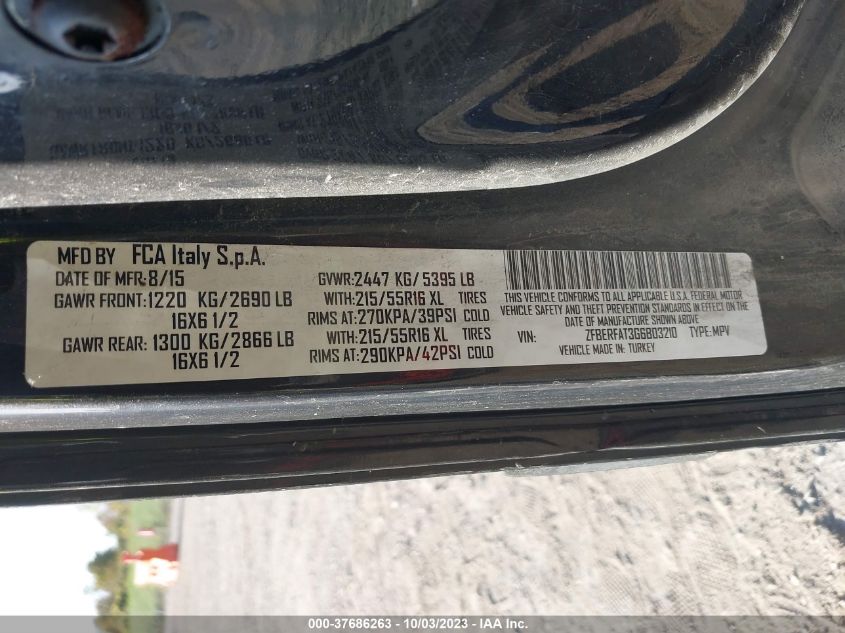 MFD BY FCA Italy S.p.A.
DATE OF MFR:8/15 GVWR:2447 KG/5395 LB
GAWR FRONT:1220 KG/2690 LB WITH:215/55R16 XL TIRES
16X6 1/2 RIMS AT:270KPA/39PSI COLD
GAWR REAR: 1300 KG/2866 LB WITH:215/55R16 XL TIRES
16X6 1/2 RIMS AT:290KPA/42PSI COLD
THIS VEHICLE CONFORMS TO ALL APPLICABLE U.S.A. FEDERAL MOTOR
VEHICLE SAFETY AND THEFT PREVENTION STANDARDS IN EFFECT ON THE
DATE OF MANUFACTURE SHOWN ABOVE.
VIN: ZFBERFAT3G6B03210 TYPE:MPV
VEHICLE MADE IN: TURKEY
000-37686263 - 10/03/2023 - IAA Inc.